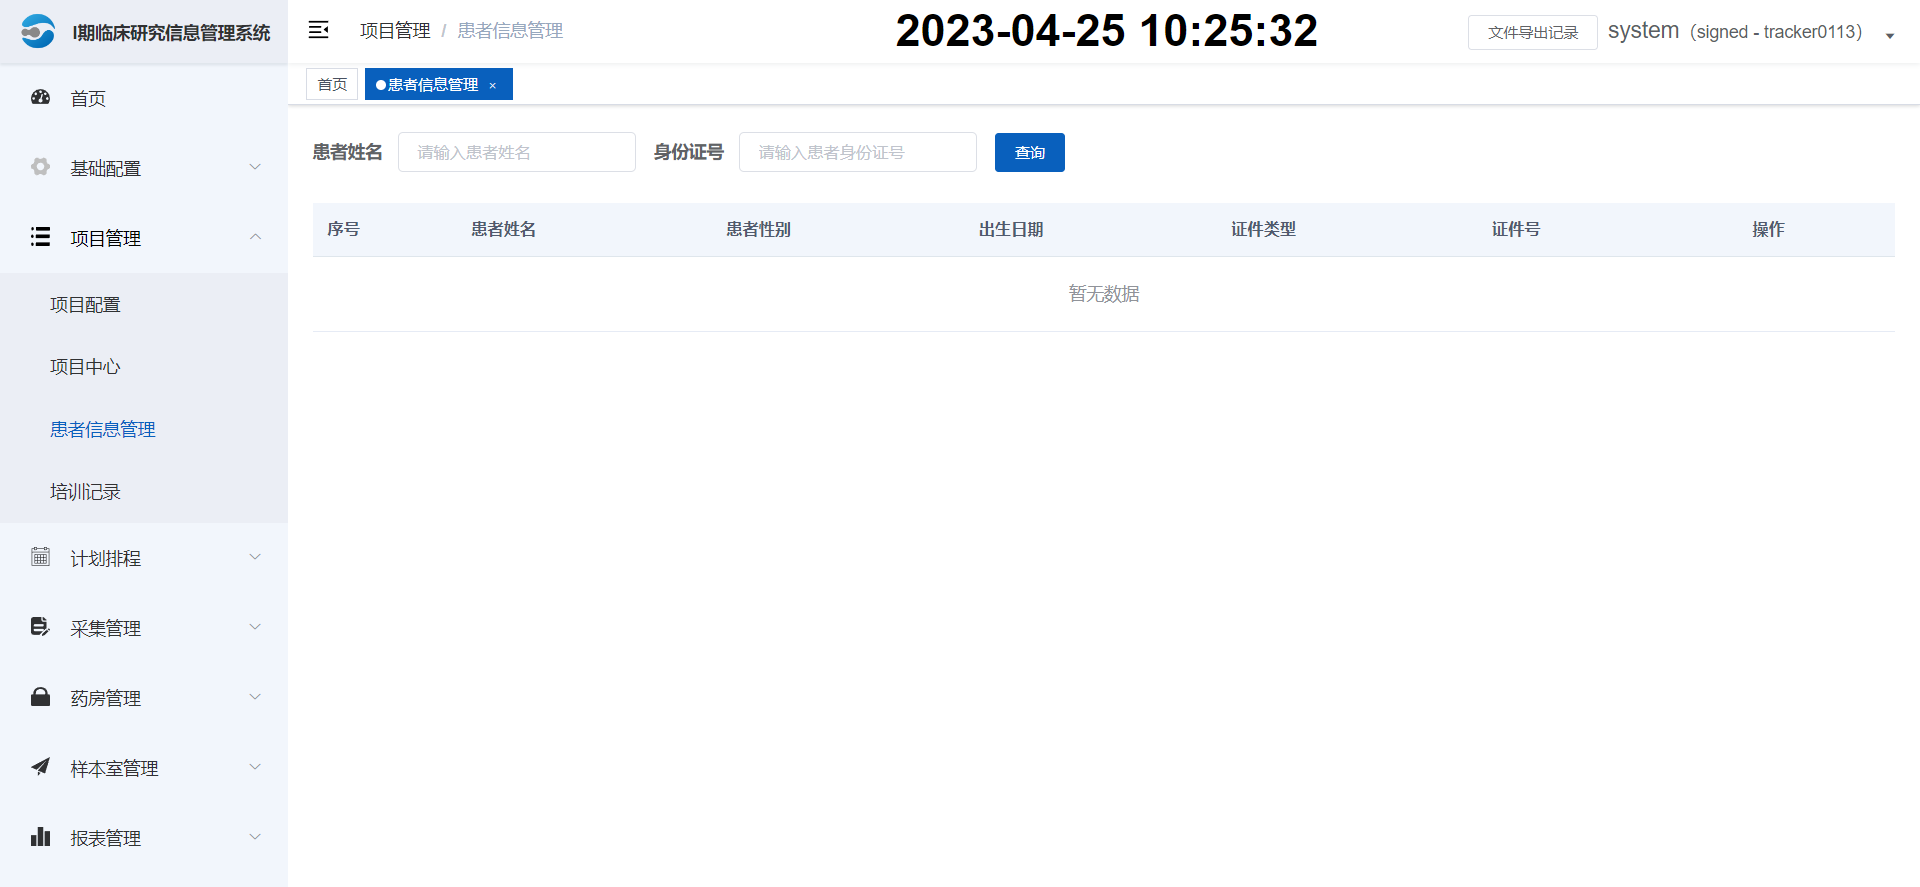 I期临床研究信息管理系统
项目管理 / 患者信息管理
2023-04-25 10:25:32
文件导出记录
system（signed - tracker0113）
首页
患者信息管理 ×
首页
基础配置
项目管理
项目配置
项目中心
患者信息管理
培训记录
计划排程
采集管理
药房管理
样本室管理
报表管理
患者姓名 请输入患者姓名 身份证号 请输入患者身份证号 查询
序号 患者姓名 患者性别 出生日期 证件类型 证件号 操作
暂无数据